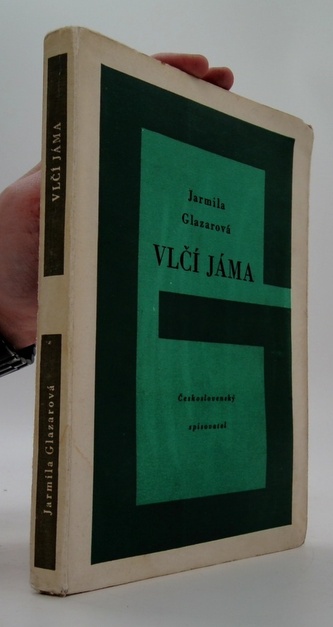 VLČÍ JÁMA
Jarmila Glazarová
Jarmila
Glazarová
VLČÍ JÁMA
Československý
spisovatel